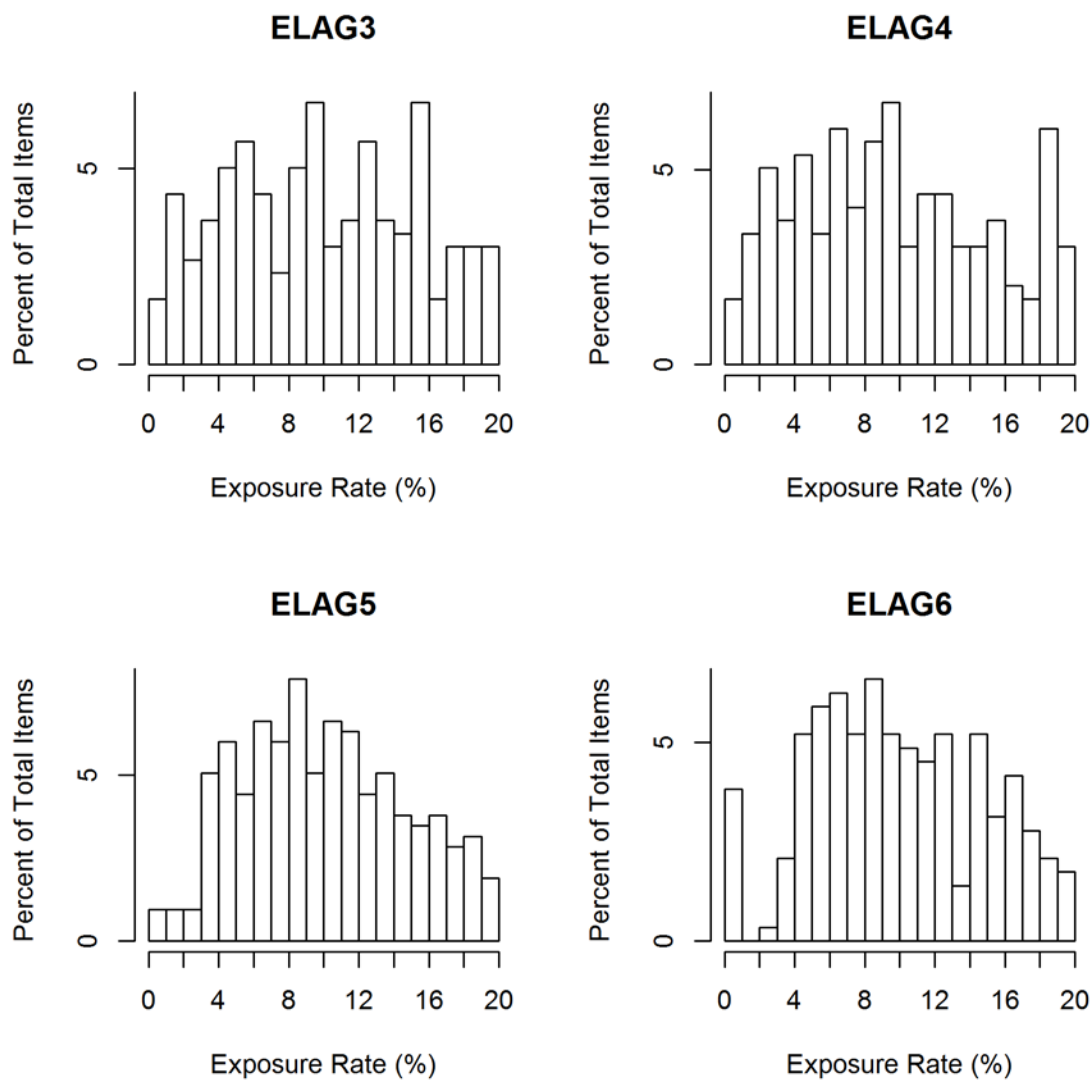 ELAG3
Percent of Total Items
5
0
0 4 8 12 16 20
Exposure Rate (%)
ELAG4
Percent of Total Items
5
0
0 4 8 12 16 20
Exposure Rate (%)
ELAG5
Percent of Total Items
5
0
0 4 8 12 16 20
Exposure Rate (%)
ELAG6
Percent of Total Items
5
0
0 4 8 12 16 20
Exposure Rate (%)